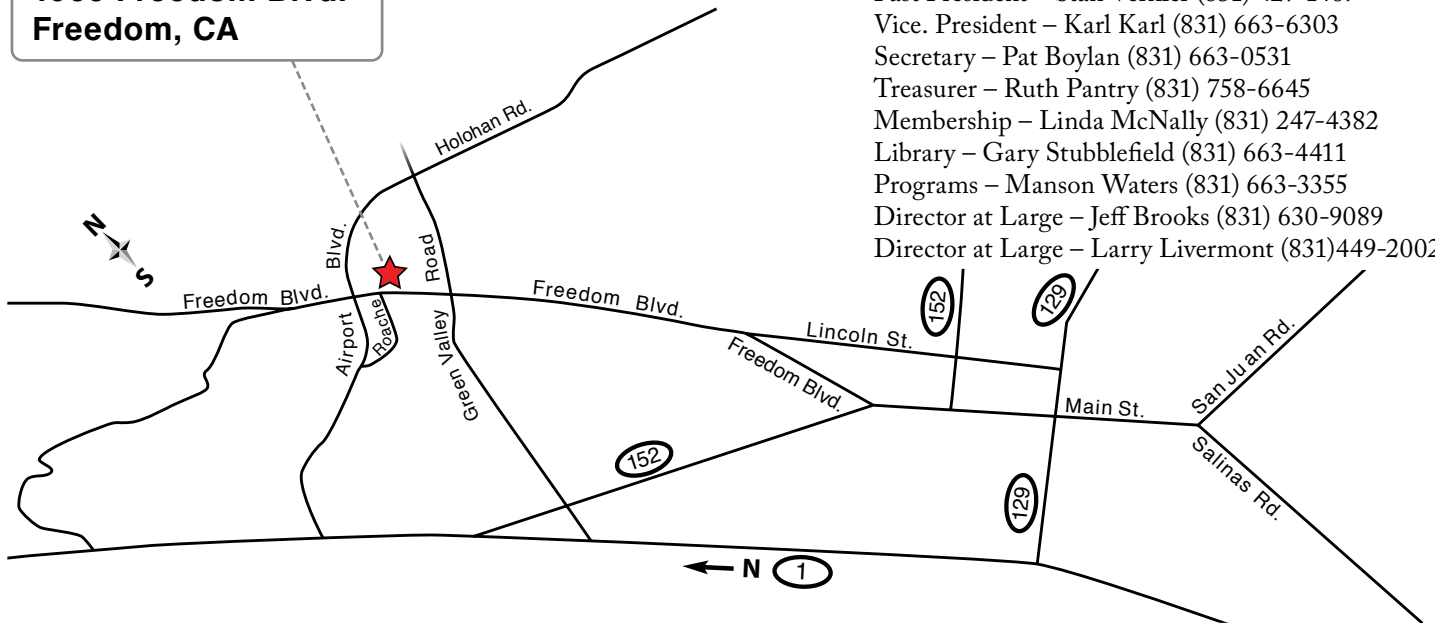 Freedom, CA
Vice. President – Karl Karl (831) 663-6303
Secretary – Pat Boylan (831) 663-0531
Treasurer – Ruth Pantry (831) 758-6645
Membership – Linda McNally (831) 247-4382
Library – Gary Stubblefield (831) 663-4411
Programs – Manson Waters (831) 663-3355
Director at Large – Jeff Brooks (831) 630-9089
Director at Large – Larry Livermont (831)449-2002
Holohan Rd.
N
S
Blvd.
Road
Freedom Blvd.
Airport
Roache
Green Valley
Freedom Blvd.
Lincoln St.
152
129
Freedom Blvd.
Main St.
San Juan Rd.
Salinas Rd.
152
129
N 1